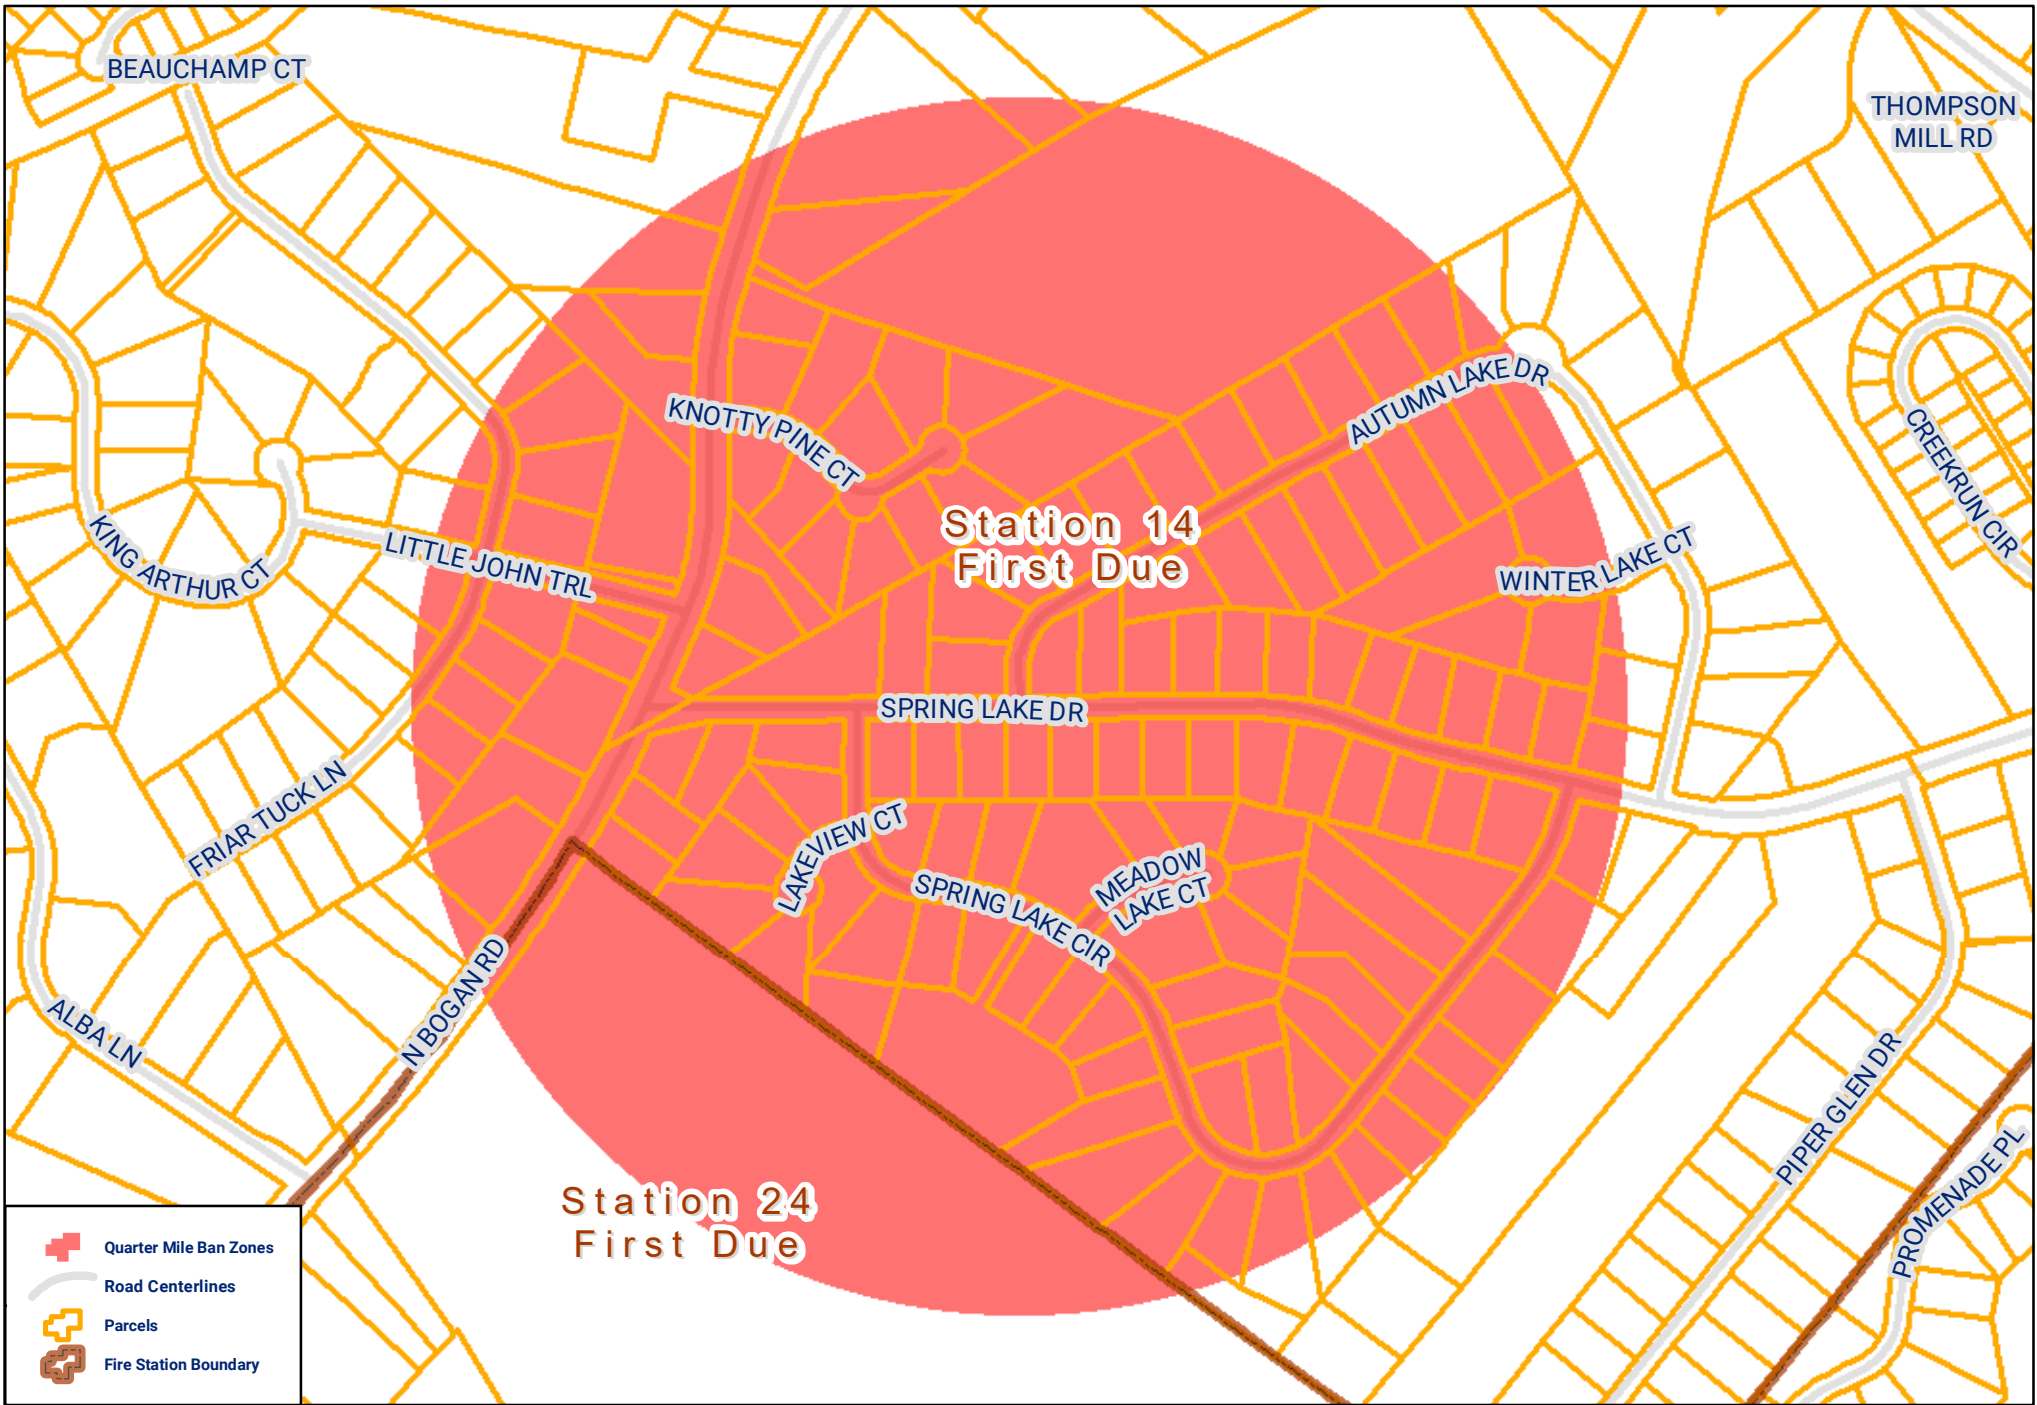 BEAUCHAMP CT
THOMPSON
MILL RD
KNOTTY PINE CT
AUTUMN LAKE DR
CREEKRUN CIR
KING ARTHUR CT
LITTLE JOHN TRL
Station 14
First Due
WINTER LAKE CT
SPRING LAKE DR
FRIAR TUCK LN
LAKEVIEW CT
SPRING LAKE CIR
MEADOW
LAKE CT
N BOGAN RD
ALBA LN
PIPER GLEN DR
PROMENADE PL
Station 24
First Due
Quarter Mile Ban Zones
Road Centerlines
Parcels
Fire Station Boundary